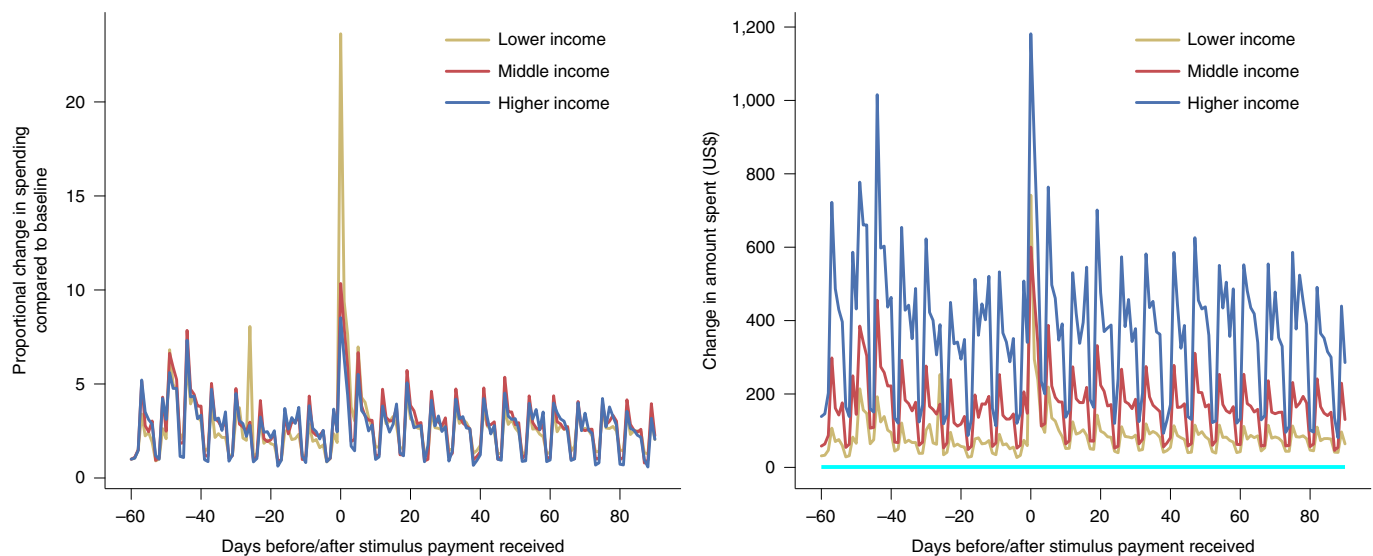 Proportional change in spending
compared to baseline
20
15
10
5
0
Lower income
Middle income
Higher income
−60
−40
−20
0
20
40
60
80
Days before/after stimulus payment received
Change in amount spent (US$)
1,200
1,000
800
600
400
200
0
Lower income
Middle income
Higher income
−60
−40
−20
0
20
40
60
80
Days before/after stimulus payment received